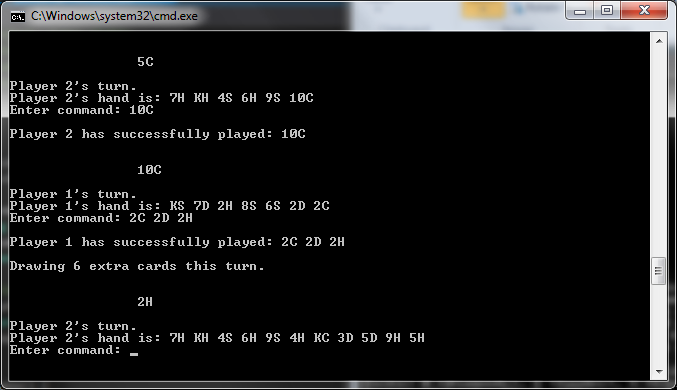 C:\Windows\system32\cmd.exe
5C
Player 2's turn.
Player 2's hand is: 7H KH 4S 6H 9S 10C
Enter command: 10C
Player 2 has successfully played: 10C
10C
Player 1's turn.
Player 1's hand is: KS 7D 2H 8S 6S 2D 2C
Enter command: 2C 2D 2H
Player 1 has successfully played: 2C 2D 2H
Drawing 6 extra cards this turn.
2H
Player 2's turn.
Player 2's hand is: 7H KH 4S 6H 9S 4H KC 3D 5D 9H 5H
Enter command: _